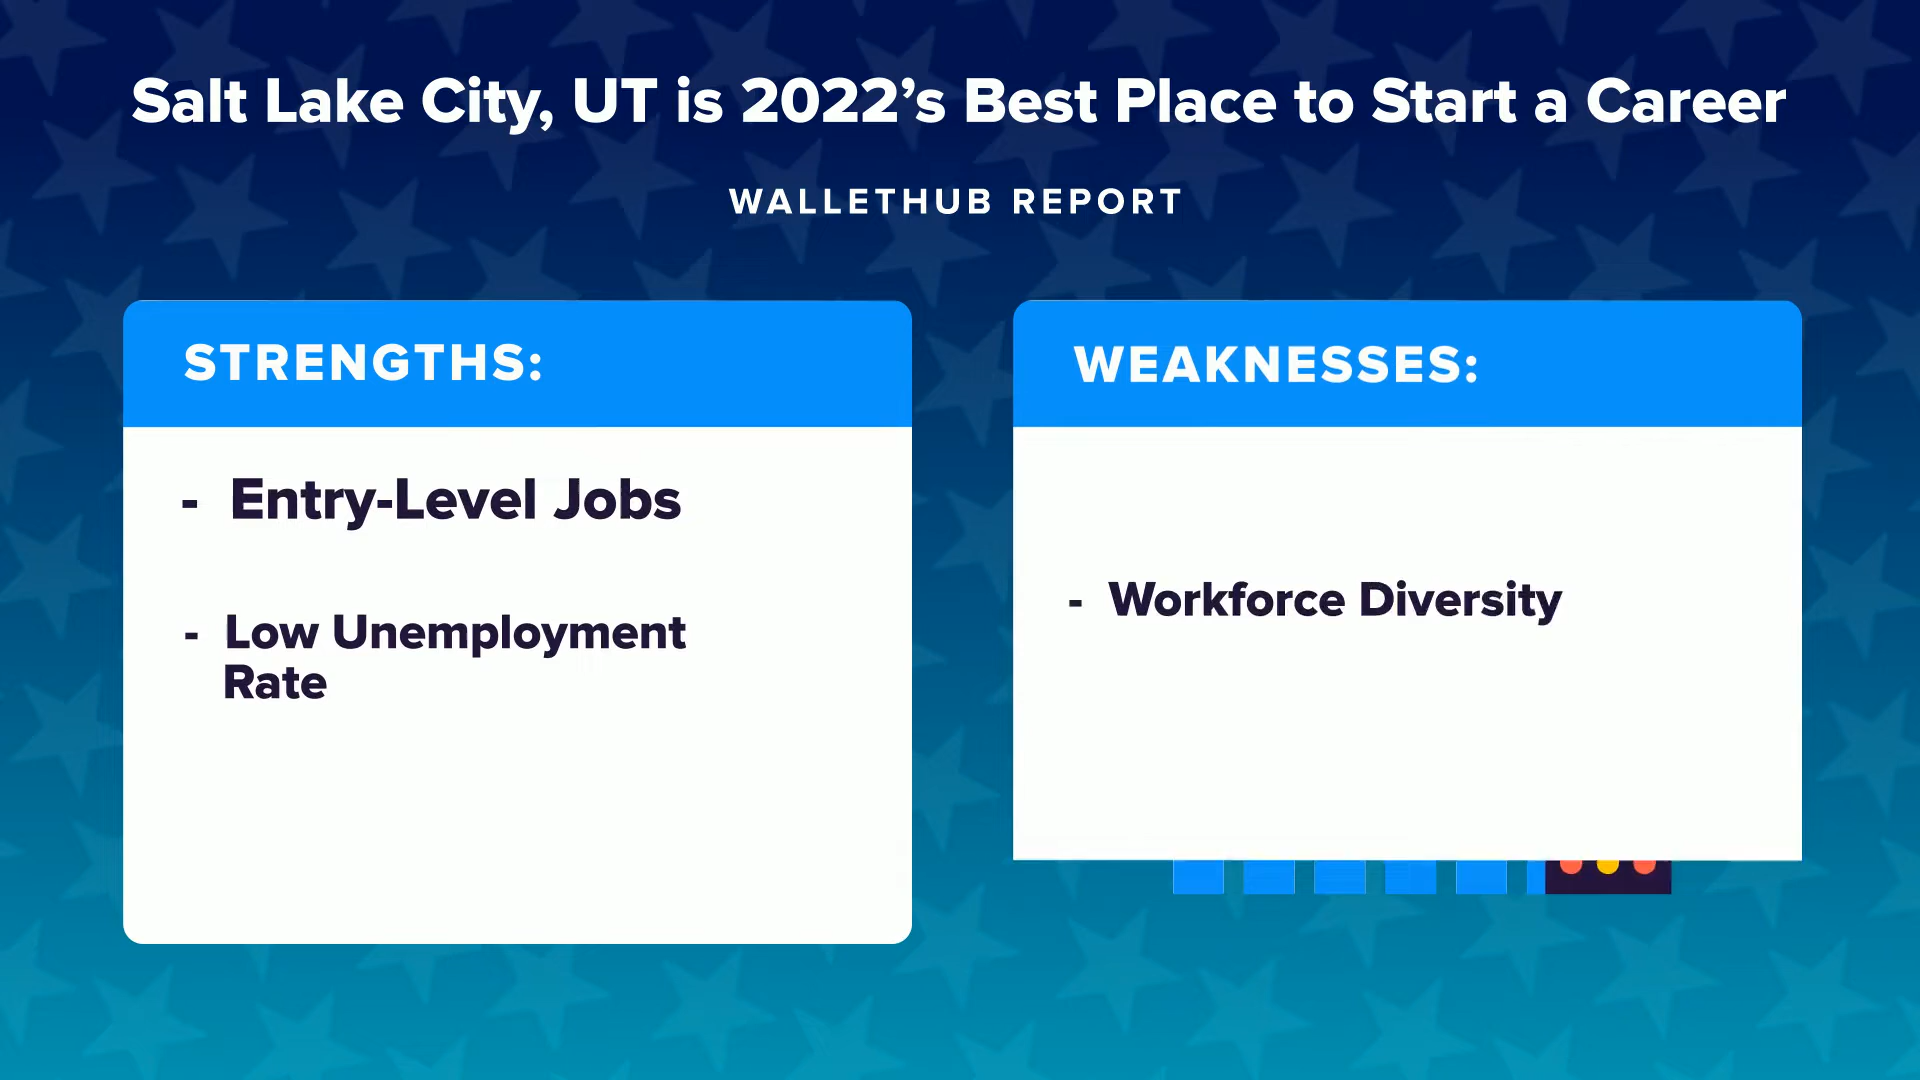 Salt Lake City, UT is 2022’s Best Place to Start a Career
WALLETHUB REPORT
STRENGTHS:
- Entry-Level Jobs
- Low Unemployment
Rate
WEAKNESSES:
- Workforce Diversity